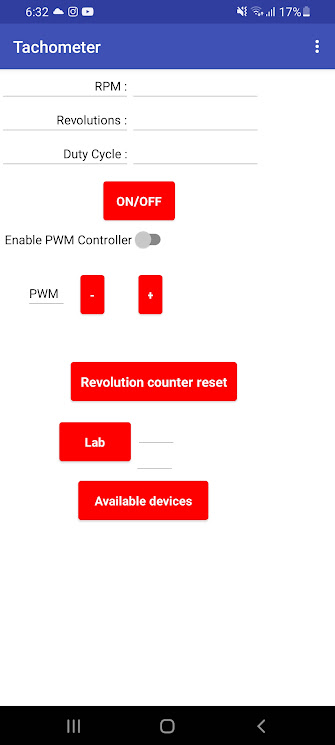 6:32
17%
Tachometer
RPM :
Revolutions :
Duty Cycle :
ON/OFF
Enable PWM Controller
PWM
-
+
Revolution counter reset
Lab
Available devices